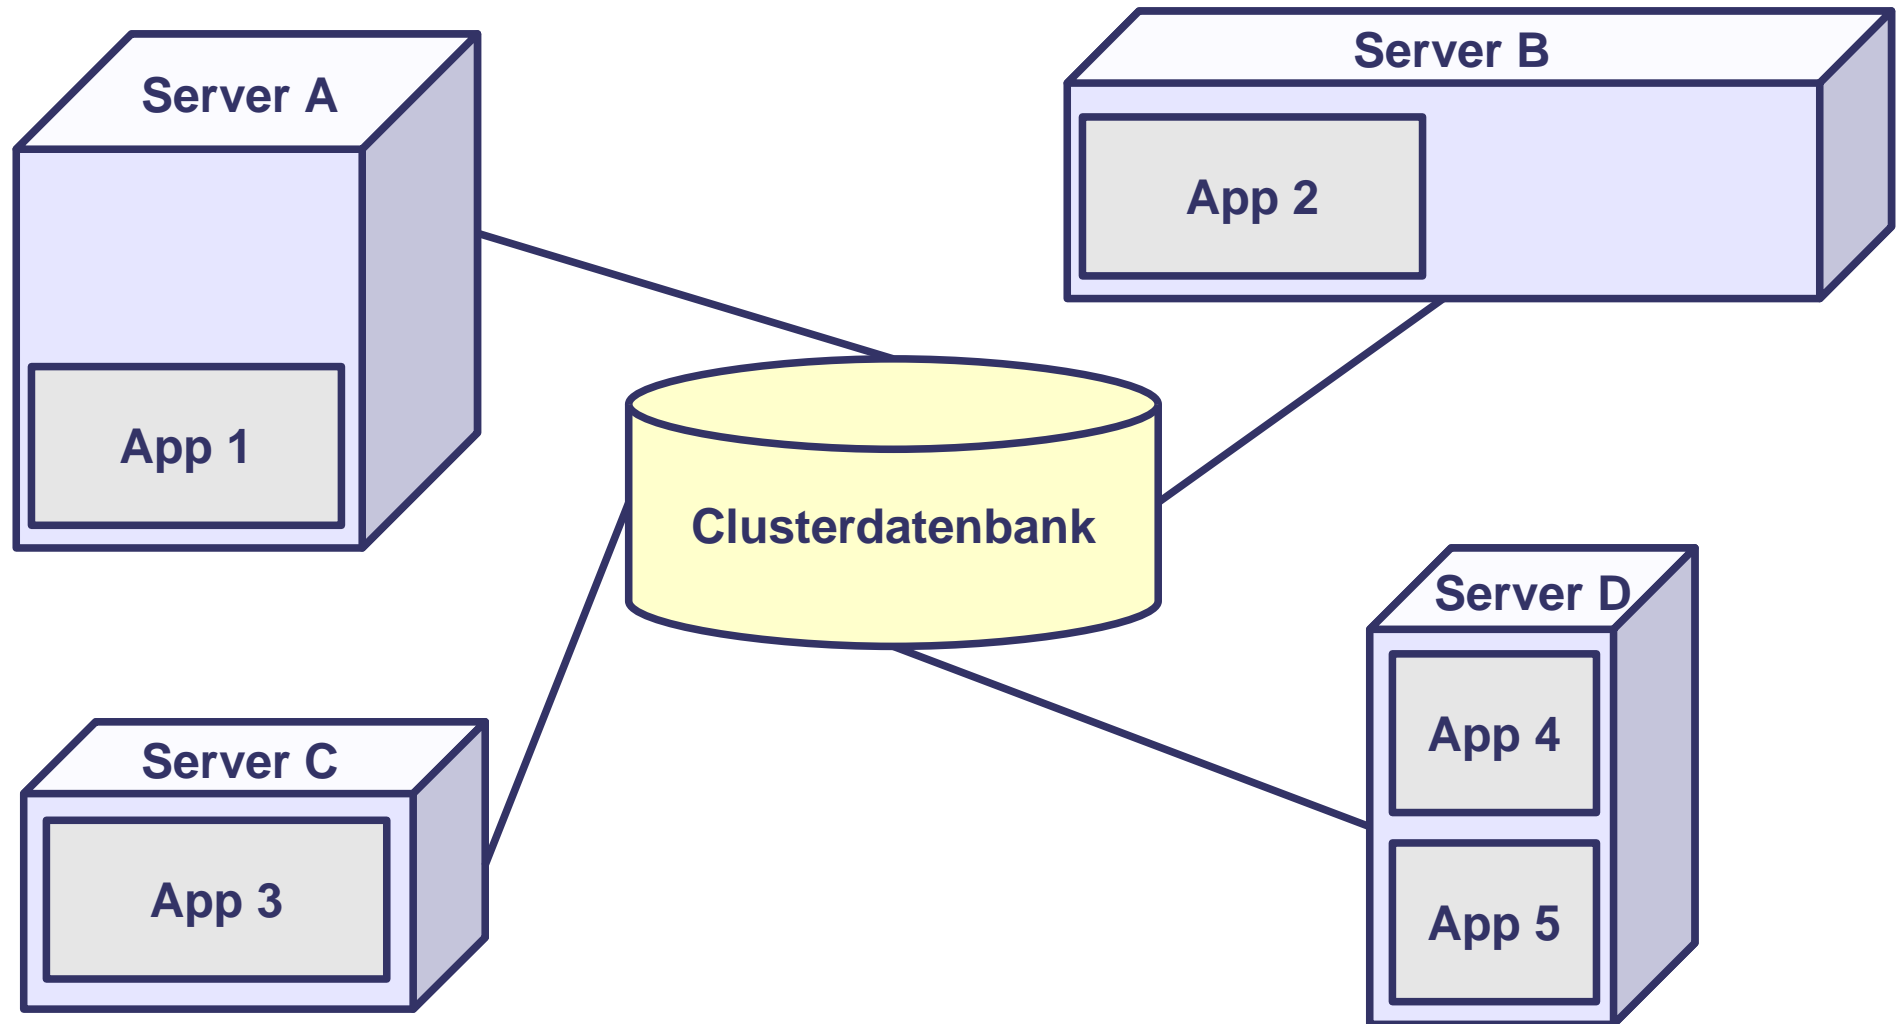 Server A
App 1
Server B
App 2
Clusterdatenbank
Server C
App 3
Server D
App 4
App 5